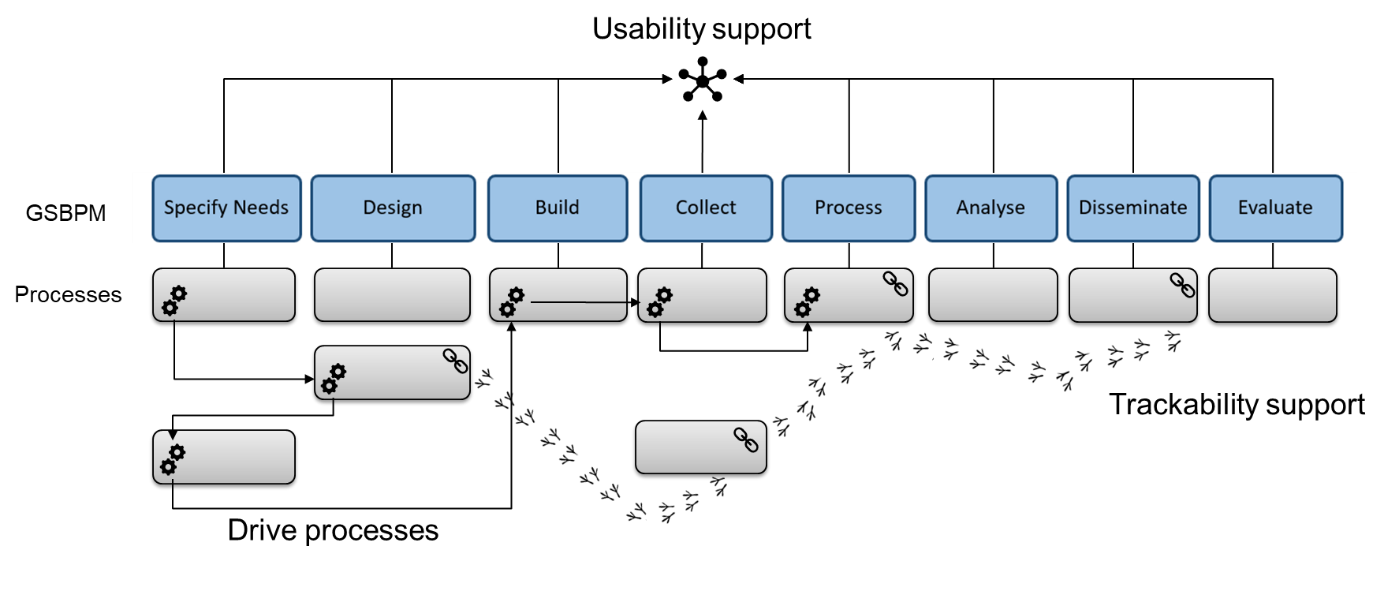 Usability support
GSBPM
Specify Needs
Design
Build
Collect
Process
Analyse
Disseminate
Evaluate
Processes
Trackability support
Drive processes